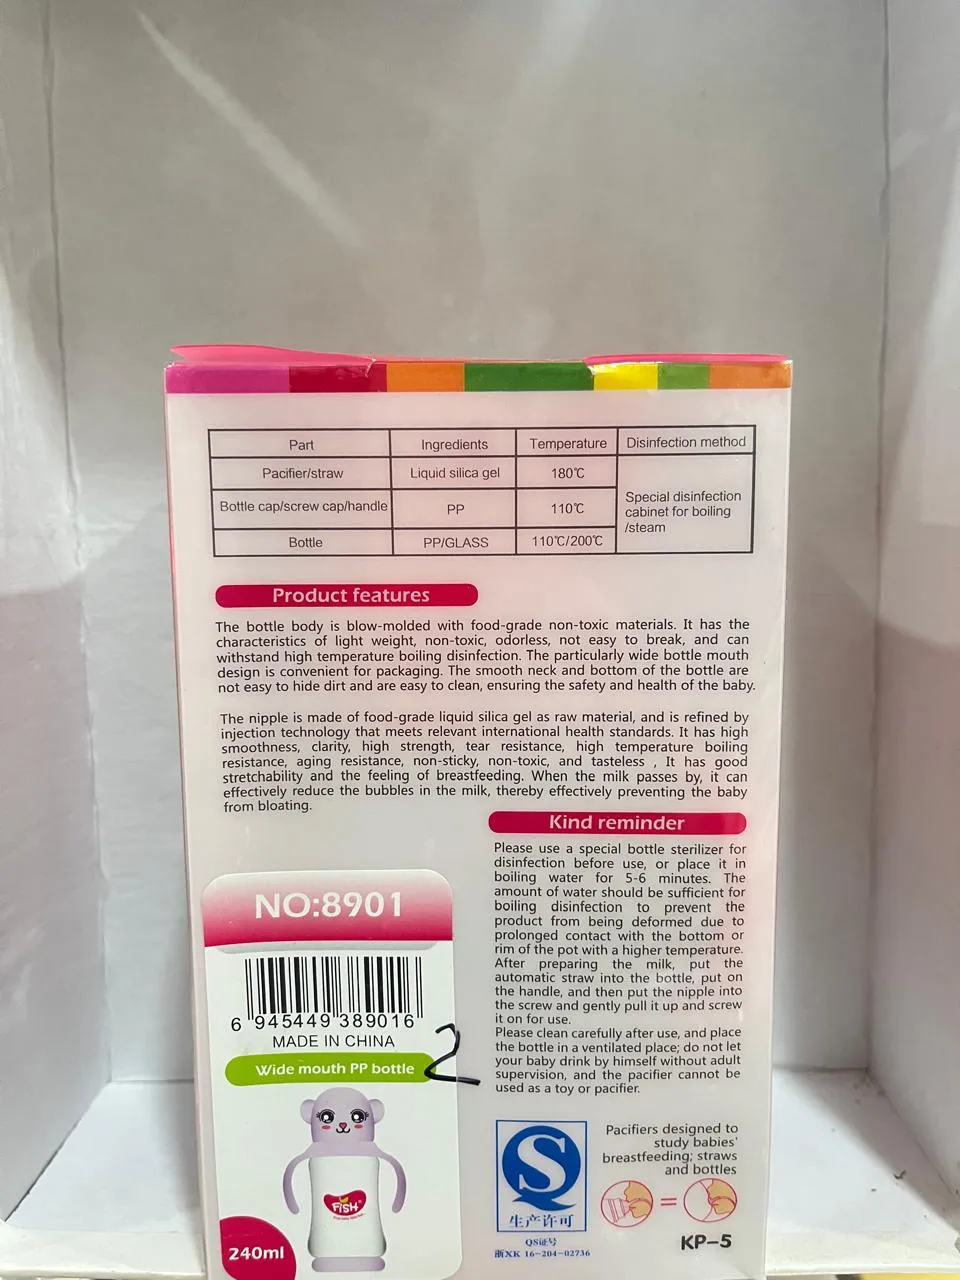 Part Ingredients Temperature Disinfection method
Pacifier/straw Liquid silica gel 180℃
Bottle cap/screw cap/handle PP 110℃
Special disinfection
cabinet for boiling
/steam
Bottle PP/GLASS 110℃/200℃
Product features
The bottle body is blow-molded with food-grade non-toxic materials. It has the
characteristics of light weight, non-toxic, odorless, not easy to break, and can
withstand high temperature boiling disinfection. The particularly wide bottle mouth
design is convenient for packaging. The smooth neck and bottom of the bottle are
not easy to hide dirt and are easy to clean, ensuring the safety and health of the baby.
The nipple is made of food-grade liquid silica gel as raw material, and is refined by
injection technology that meets relevant international health standards. It has high
smoothness, clarity, high strength, tear resistance, high temperature boiling
resistance, aging resistance, non-sticky, non-toxic, and tasteless , It has good
stretchability and the feeling of breastfeeding. When the milk passes by, it can
effectively reduce the bubbles in the milk, thereby effectively preventing the baby
from bloating.
Kind reminder
Please use a special bottle sterilizer for
disinfection before use, or place it in
boiling water for 5-6 minutes. The
amount of water should be sufficient for
boiling disinfection to prevent the
product from being deformed due to
prolonged contact with the bottom or
rim of the pot with a higher temperature.
After preparing the milk, put the
automatic straw into the bottle, put on
the handle, and then put the nipple into
the screw and gently pull it up and screw
it on for use.
Please clean carefully after use, and place
the bottle in a ventilated place; do not let
your baby drink by himself without adult
supervision, and the pacifier cannot be
used as a toy or pacifier.
NO:8901
6 945449 389016
MADE IN CHINA
2
Wide mouth PP bottle
FISH
240ml
生产许可
QS证号
浙XK 16-204-02736
Pacifiers designed to
study babies'
breastfeeding; straws
and bottles
=
KP-5